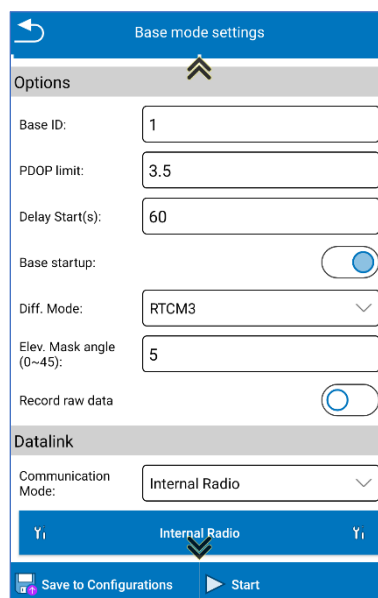 Base mode settings
Options
Base ID:
1
PDOP limit:
3.5
Delay Start(s):
60
Base startup:
Diff. Mode:
RTCM3
Elev. Mask angle
(0~45):
5
Record raw data
Datalink
Communication
Mode:
Internal Radio
Internal Radio
Save to Configurations
Start